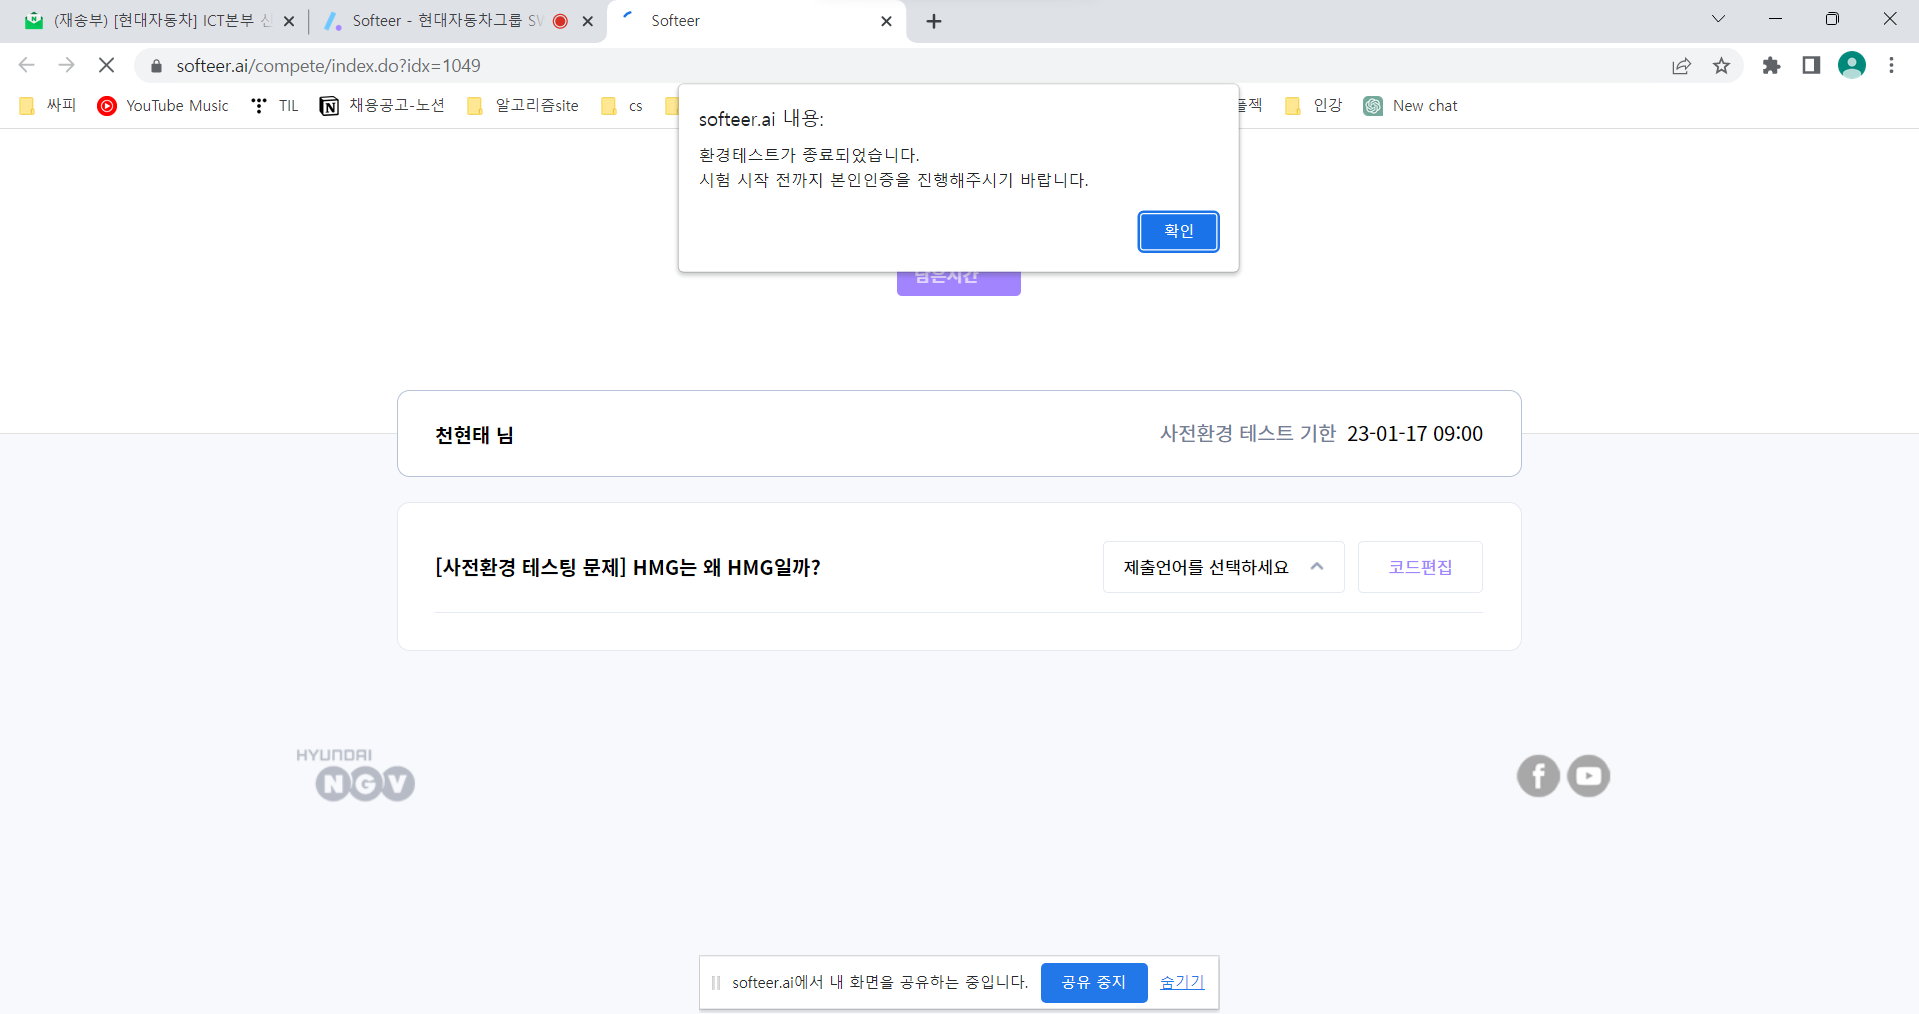 (재송부) [현대자동차] ICT본부 신
Softeer - 현대자동차그룹 SW
Softeer
softeer.ai/compete/index.do?idx=1049
싸피
YouTube Music
TIL
채용공고-노션
알고리즘site
cs
플젝
인강
New chat
softeer.ai 내용:
환경테스트가 종료되었습니다.
시험 시작 전까지 본인인증을 진행해주시기 바랍니다.
확인
남은시간
천현태 님
사전환경 테스트 기한 23-01-17 09:00
[사전환경 테스팅 문제] HMG는 왜 HMG일까?
제출언어를 선택하세요
코드편집
HYUNDAI
NGV
softeer.ai에서 내 화면을 공유하는 중입니다.
공유 중지
숨기기